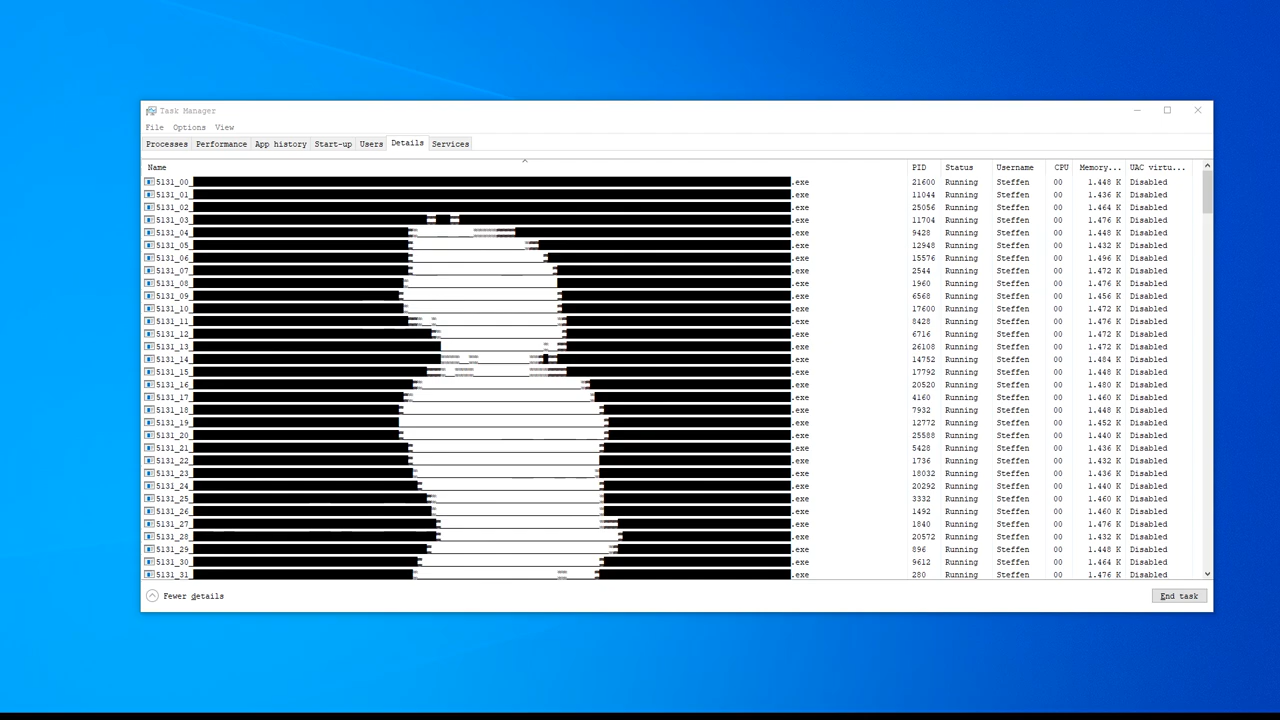 Task Manager
File Options View
Processes Performance App history Start-up Users Details Services
Name PID Status Username CPU Memory... UAC virtu...
5131_00_ .exe 21600 Running Steffen 00 1.448 K Disabled
5131_01_ .exe 11044 Running Steffen 00 1.436 K Disabled
5131_02_ .exe 25056 Running Steffen 00 1.464 K Disabled
5131_03_ .exe 11704 Running Steffen 00 1.476 K Disabled
5131_04_ .exe 9428 Running Steffen 00 1.448 K Disabled
5131_05_ .exe 12948 Running Steffen 00 1.432 K Disabled
5131_06_ .exe 15576 Running Steffen 00 1.496 K Disabled
5131_07_ .exe 2544 Running Steffen 00 1.472 K Disabled
5131_08_ .exe 1960 Running Steffen 00 1.476 K Disabled
5131_09_ .exe 6568 Running Steffen 00 1.456 K Disabled
5131_10_ .exe 17600 Running Steffen 00 1.472 K Disabled
5131_11_ .exe 8428 Running Steffen 00 1.476 K Disabled
5131_12_ .exe 6716 Running Steffen 00 1.472 K Disabled
5131_13_ .exe 26108 Running Steffen 00 1.472 K Disabled
5131_14_ .exe 14752 Running Steffen 00 1.484 K Disabled
5131_15_ .exe 17792 Running Steffen 00 1.448 K Disabled
5131_16_ .exe 20520 Running Steffen 00 1.480 K Disabled
5131_17_ .exe 4160 Running Steffen 00 1.460 K Disabled
5131_18_ .exe 7932 Running Steffen 00 1.448 K Disabled
5131_19_ .exe 12772 Running Steffen 00 1.452 K Disabled
5131_20_ .exe 25588 Running Steffen 00 1.440 K Disabled
5131_21_ .exe 5428 Running Steffen 00 1.436 K Disabled
5131_22_ .exe 1736 Running Steffen 00 1.432 K Disabled
5131_23_ .exe 18032 Running Steffen 00 1.436 K Disabled
5131_24_ .exe 20292 Running Steffen 00 1.440 K Disabled
5131_25_ .exe 3332 Running Steffen 00 1.460 K Disabled
5131_26_ .exe 1492 Running Steffen 00 1.460 K Disabled
5131_27_ .exe 1840 Running Steffen 00 1.476 K Disabled
5131_28_ .exe 20572 Running Steffen 00 1.432 K Disabled
5131_29_ .exe 896 Running Steffen 00 1.448 K Disabled
5131_30_ .exe 9612 Running Steffen 00 1.464 K Disabled
5131_31_ .exe 280 Running Steffen 00 1.476 K Disabled
Fewer details End task